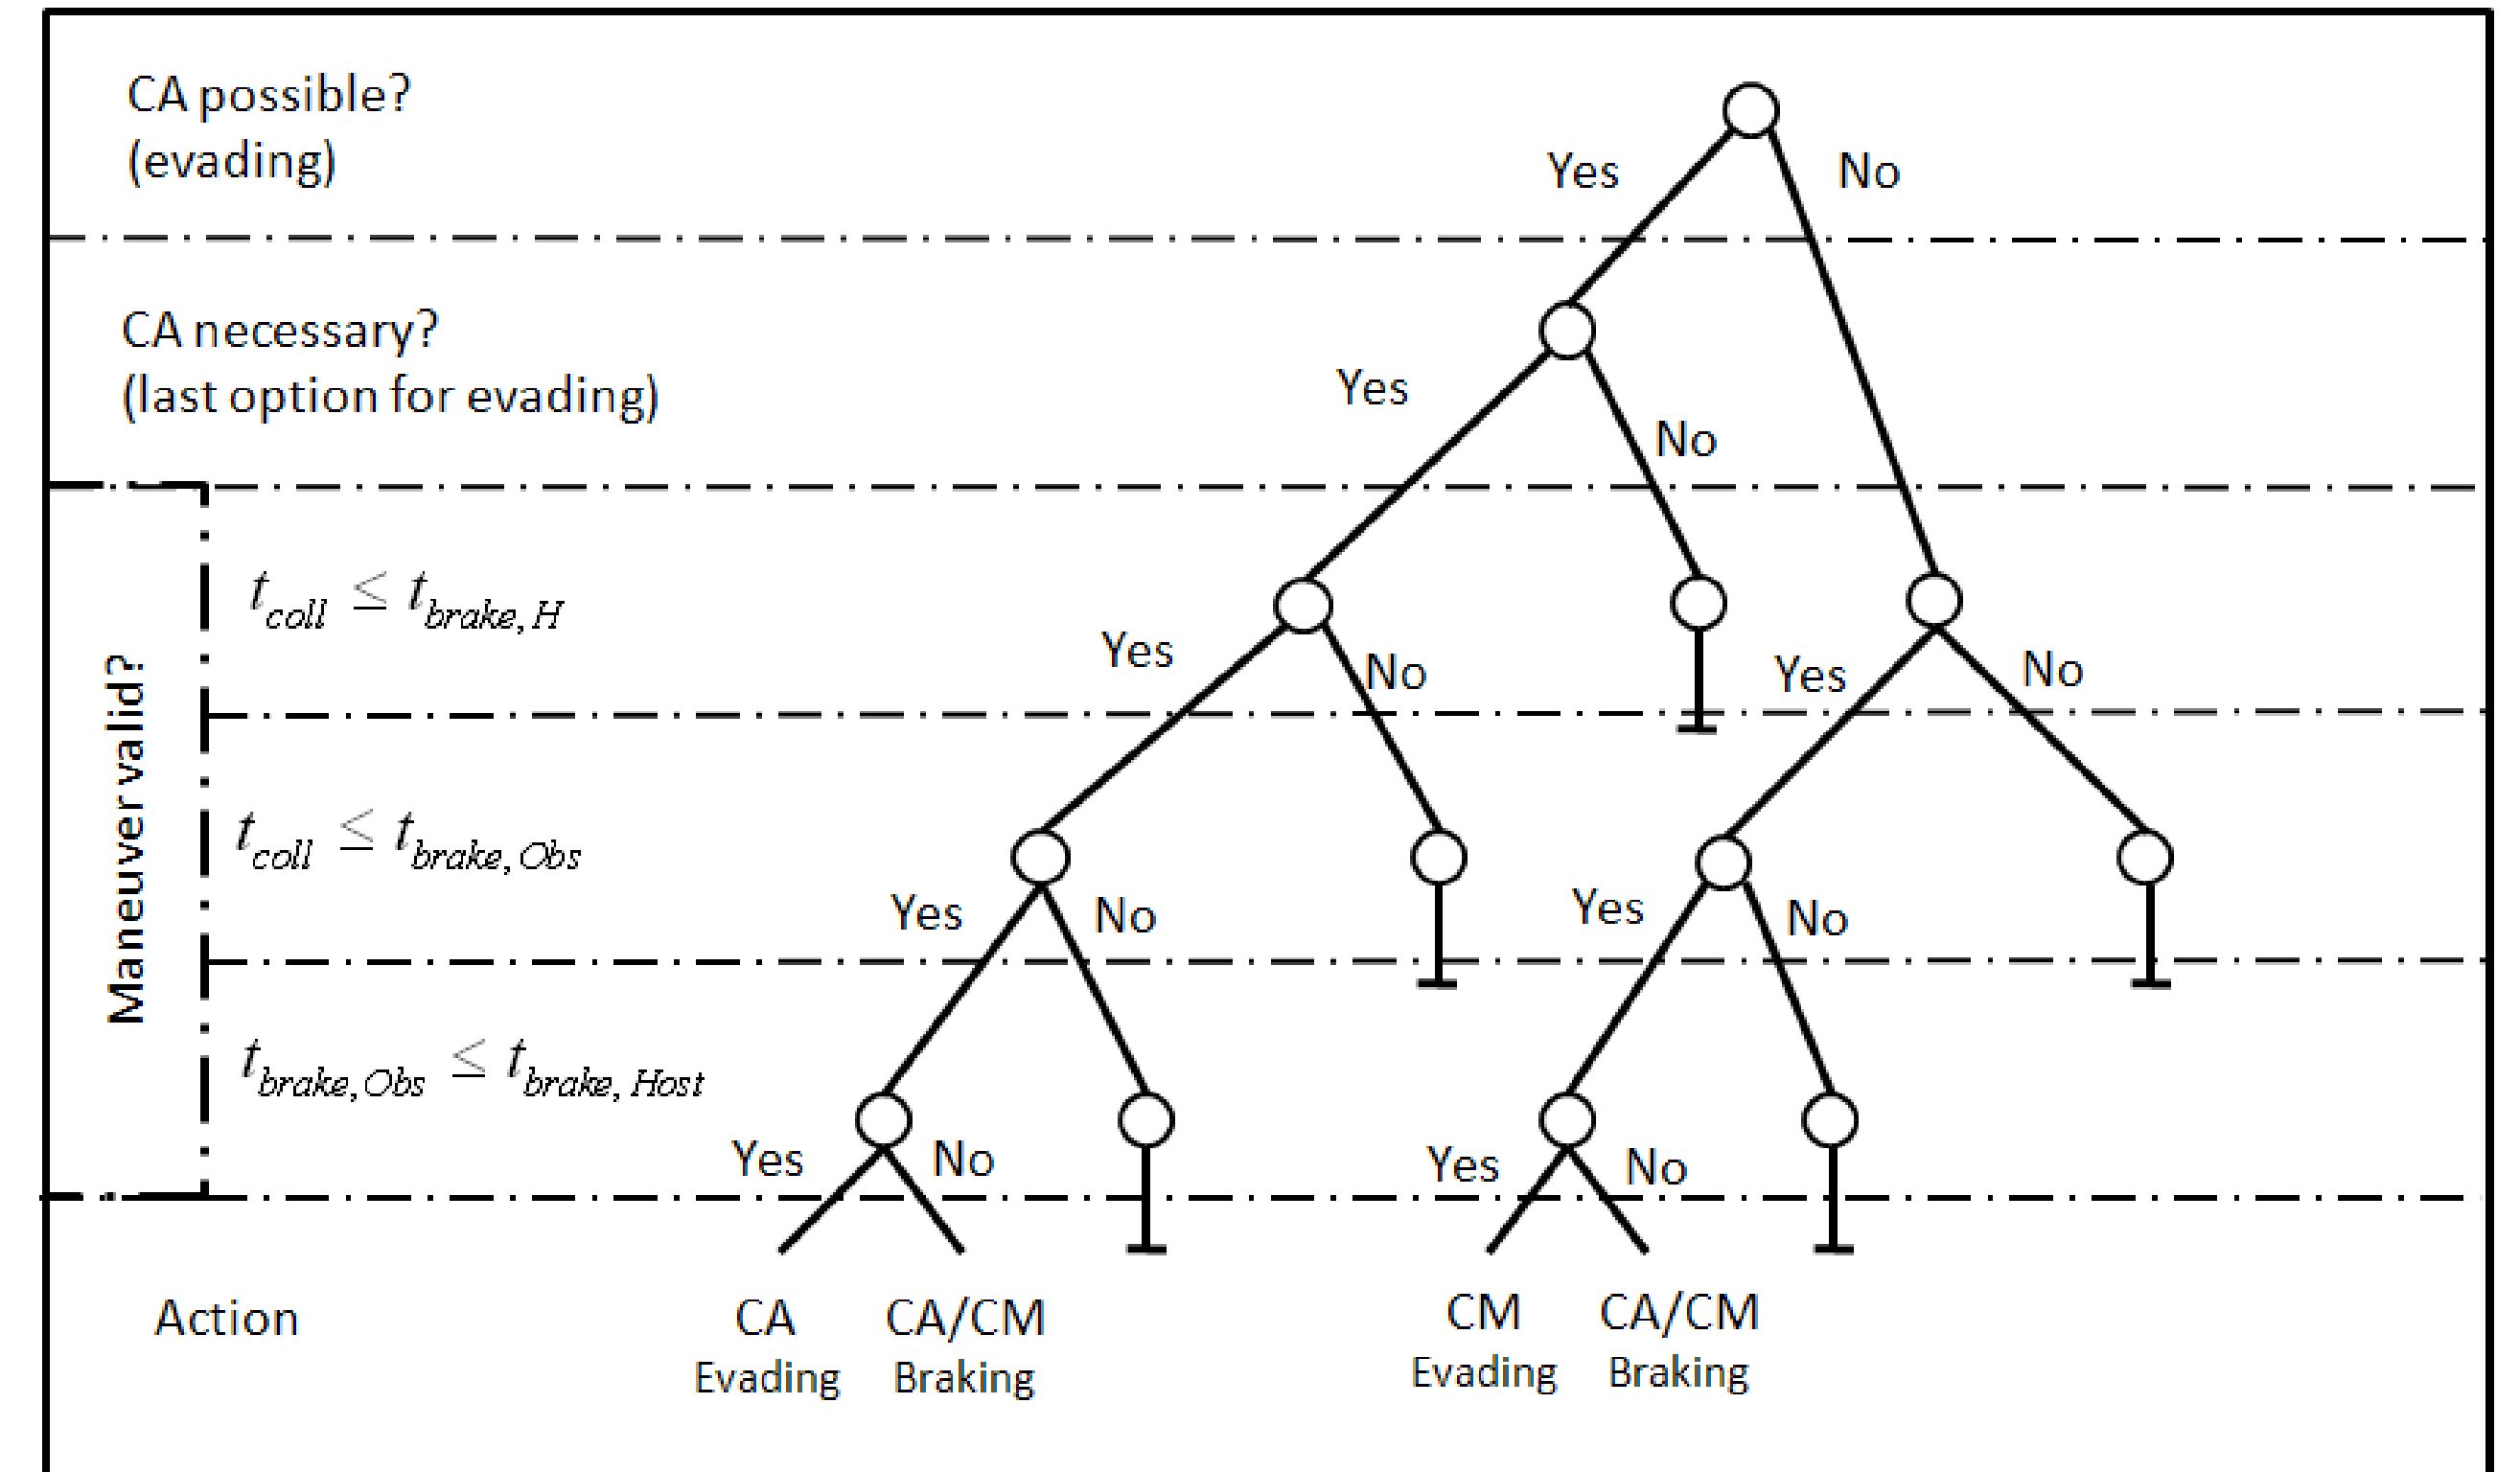 CA possible?
(evading)
Yes
No
CA necessary?
(last option for evading)
Yes
No
Maneuver valid?
t_coll ≤ t_brake, H
Yes
No
Yes
No
t_coll ≤ t_brake, Obs
Yes
No
Yes
No
t_brake, Obs ≤ t_brake, Host
Yes
No
Yes
No
Action
CA
Evading
CA/CM
Braking
CM
Evading
CA/CM
Braking